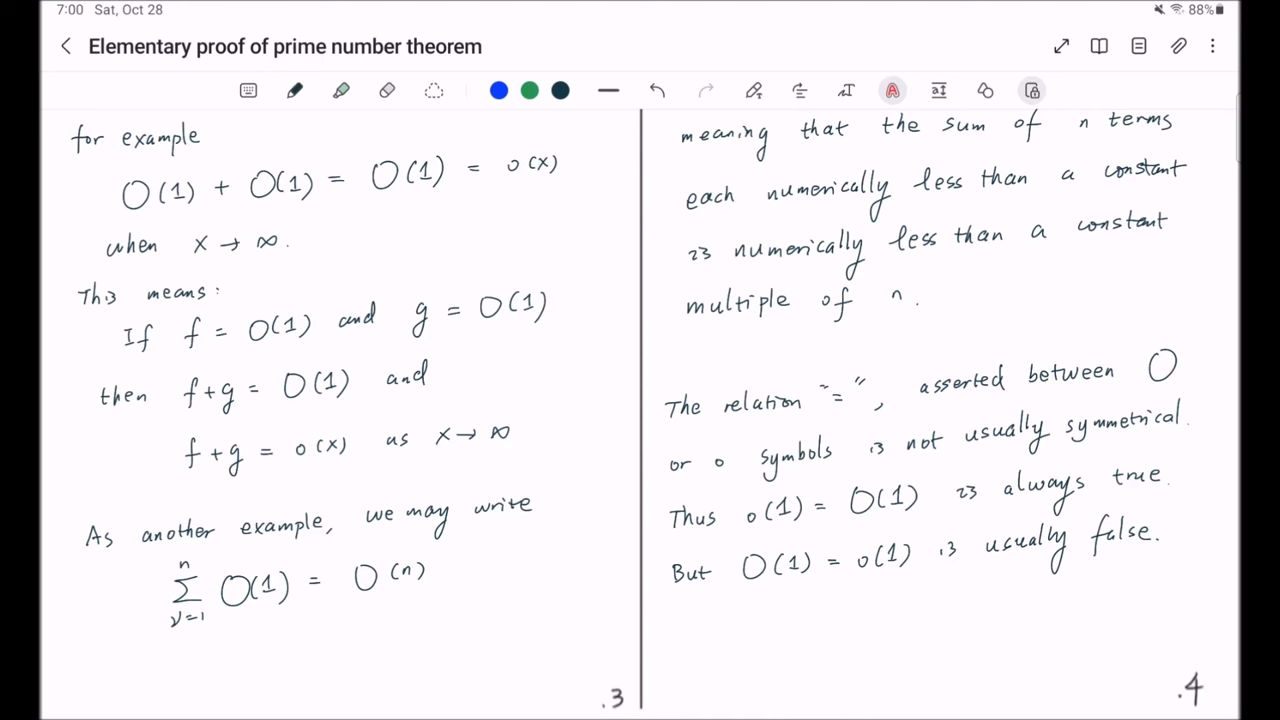 7:00 Sat, Oct 28
88%
Elementary proof of prime number theorem
for example
O(1) + O(1) = O(1) = o(x)
when x → ∞.
This means:
If f = O(1) and g = O(1)
then f+g = O(1) and
f+g = o(x) as x → ∞
As another example, we may write
n
∑ O(1) = O(n)
ν=1
.3
meaning that the sum of n terms
each numerically less than a constant
is numerically less than a constant
multiple of n.
The relation "=", asserted between O
or o symbols is not usually symmetrical.
Thus o(1) = O(1) is always true.
But O(1) = o(1) is usually false.
.4